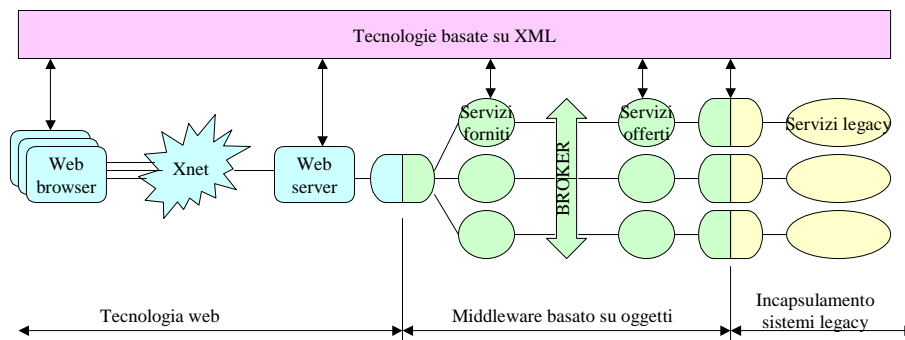 Tecnologie basate su XML
Servizi
forniti
Servizi
offerti
Servizi legacy
Web
browser
Xnet
Web
server
BROKER
Tecnologia web
Middleware basato su oggetti
Incapsulamento
sistemi legacy